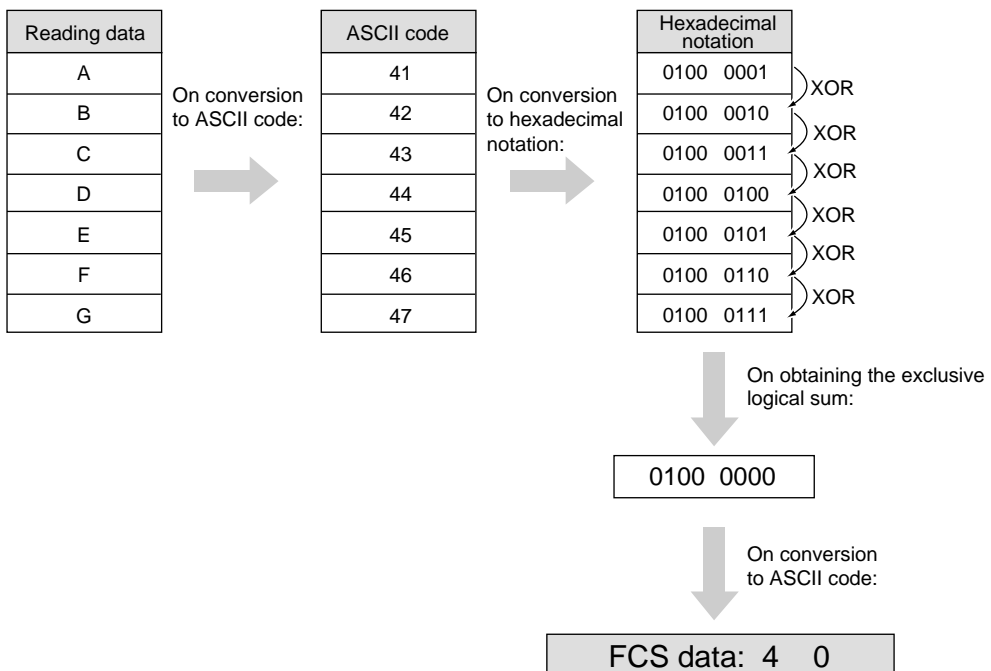 Reading data
A
B
C
D
E
F
G
On conversion
to ASCII code:
ASCII code
41
42
43
44
45
46
47
On conversion
to hexadecimal
notation:
Hexadecimal
notation
0100 0001
0100 0010
0100 0011
0100 0100
0100 0101
0100 0110
0100 0111
XOR
XOR
XOR
XOR
XOR
XOR
On obtaining the exclusive
logical sum:
0100 0000
On conversion
to ASCII code:
FCS data: 4 0